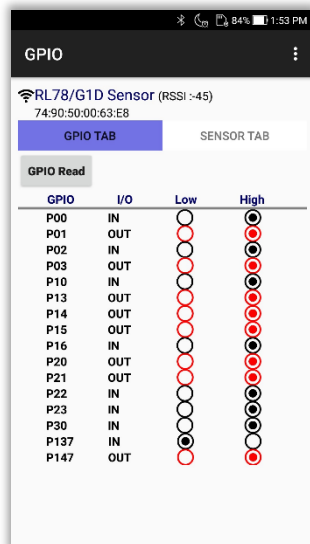 84% 1:53 PM
GPIO
RL78/G1D Sensor (RSSI :-45)
74:90:50:00:63:E8
GPIO TAB SENSOR TAB
GPIO Read
GPIO I/O Low High
P00 IN
P01 OUT
P02 IN
P03 OUT
P10 IN
P13 OUT
P14 OUT
P15 OUT
P16 IN
P20 OUT
P21 OUT
P22 IN
P23 IN
P30 IN
P137 IN
P147 OUT